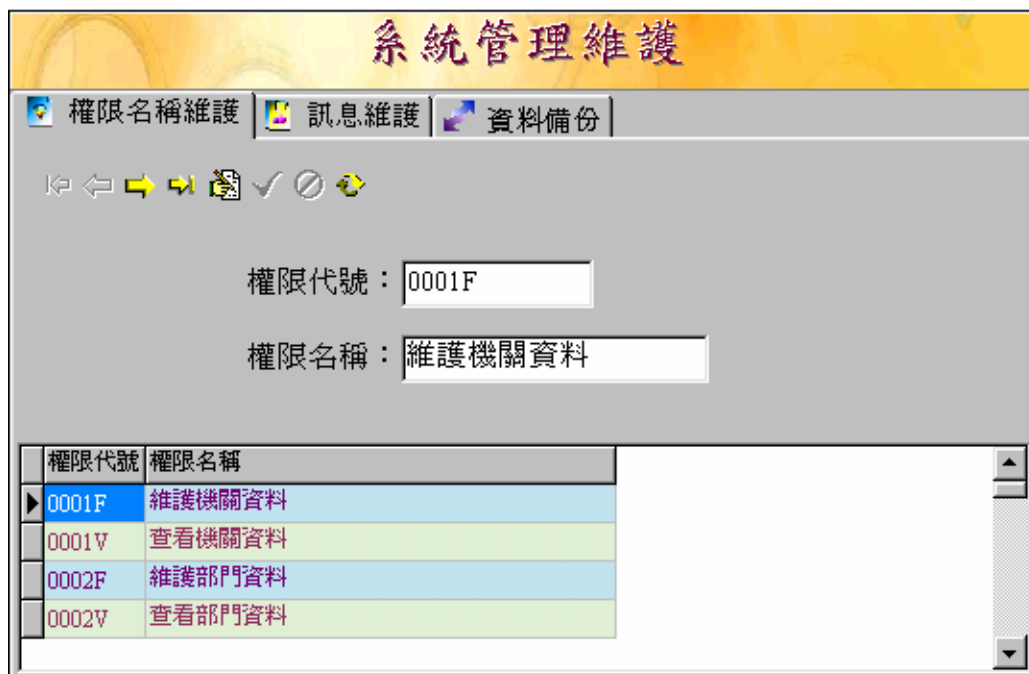 系統管理維護
權限名稱維護 訊息維護 資料備份
權限代號：0001F
權限名稱：維護機關資料
權限代號 權限名稱
0001F 維護機關資料
0001V 查看機關資料
0002F 維護部門資料
0002V 查看部門資料